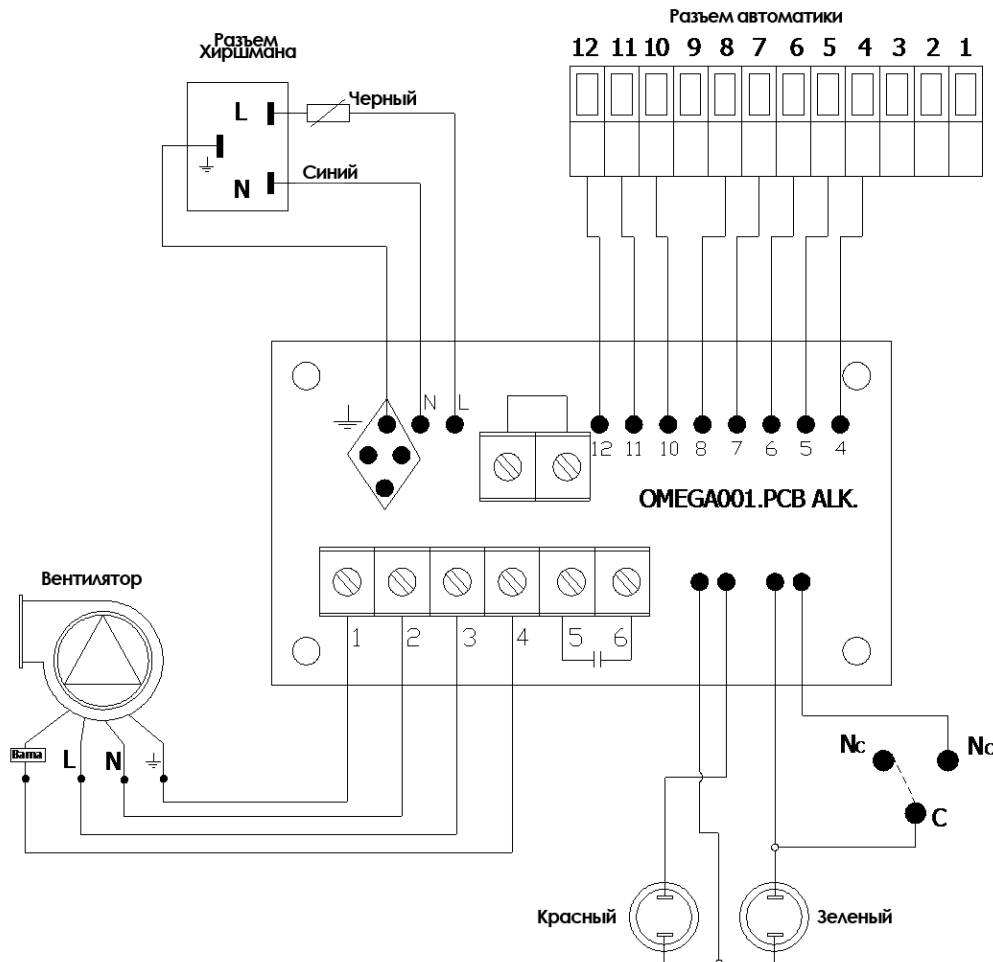 Разъем автоматики
12 11 10 9 8 7 6 5 4 3 2 1
Разъем
Хиршмана
L
Черный
N
Синий
N L
12 11 10 8 7 6 5 4
OMEGA001.PCB ALK.
1 2 3 4 5 6
Вентилятор
Вата
L N
Nc
No
C
Красный
Зеленый